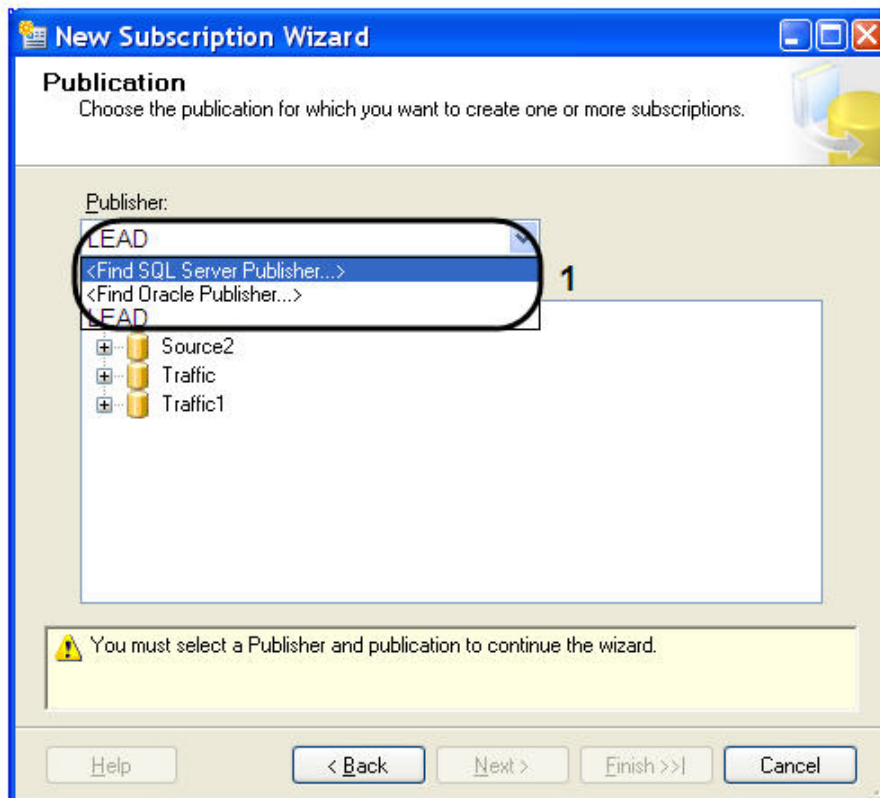 New Subscription Wizard
Publication
Choose the publication for which you want to create one or more subscriptions.
Publisher:
LEAD
<Find SQL Server Publisher...>
<Find Oracle Publisher...>
LEAD
1
Source2
Traffic
Traffic1
You must select a Publisher and publication to continue the wizard.
Help
< Back
Next >
Finish >>|
Cancel